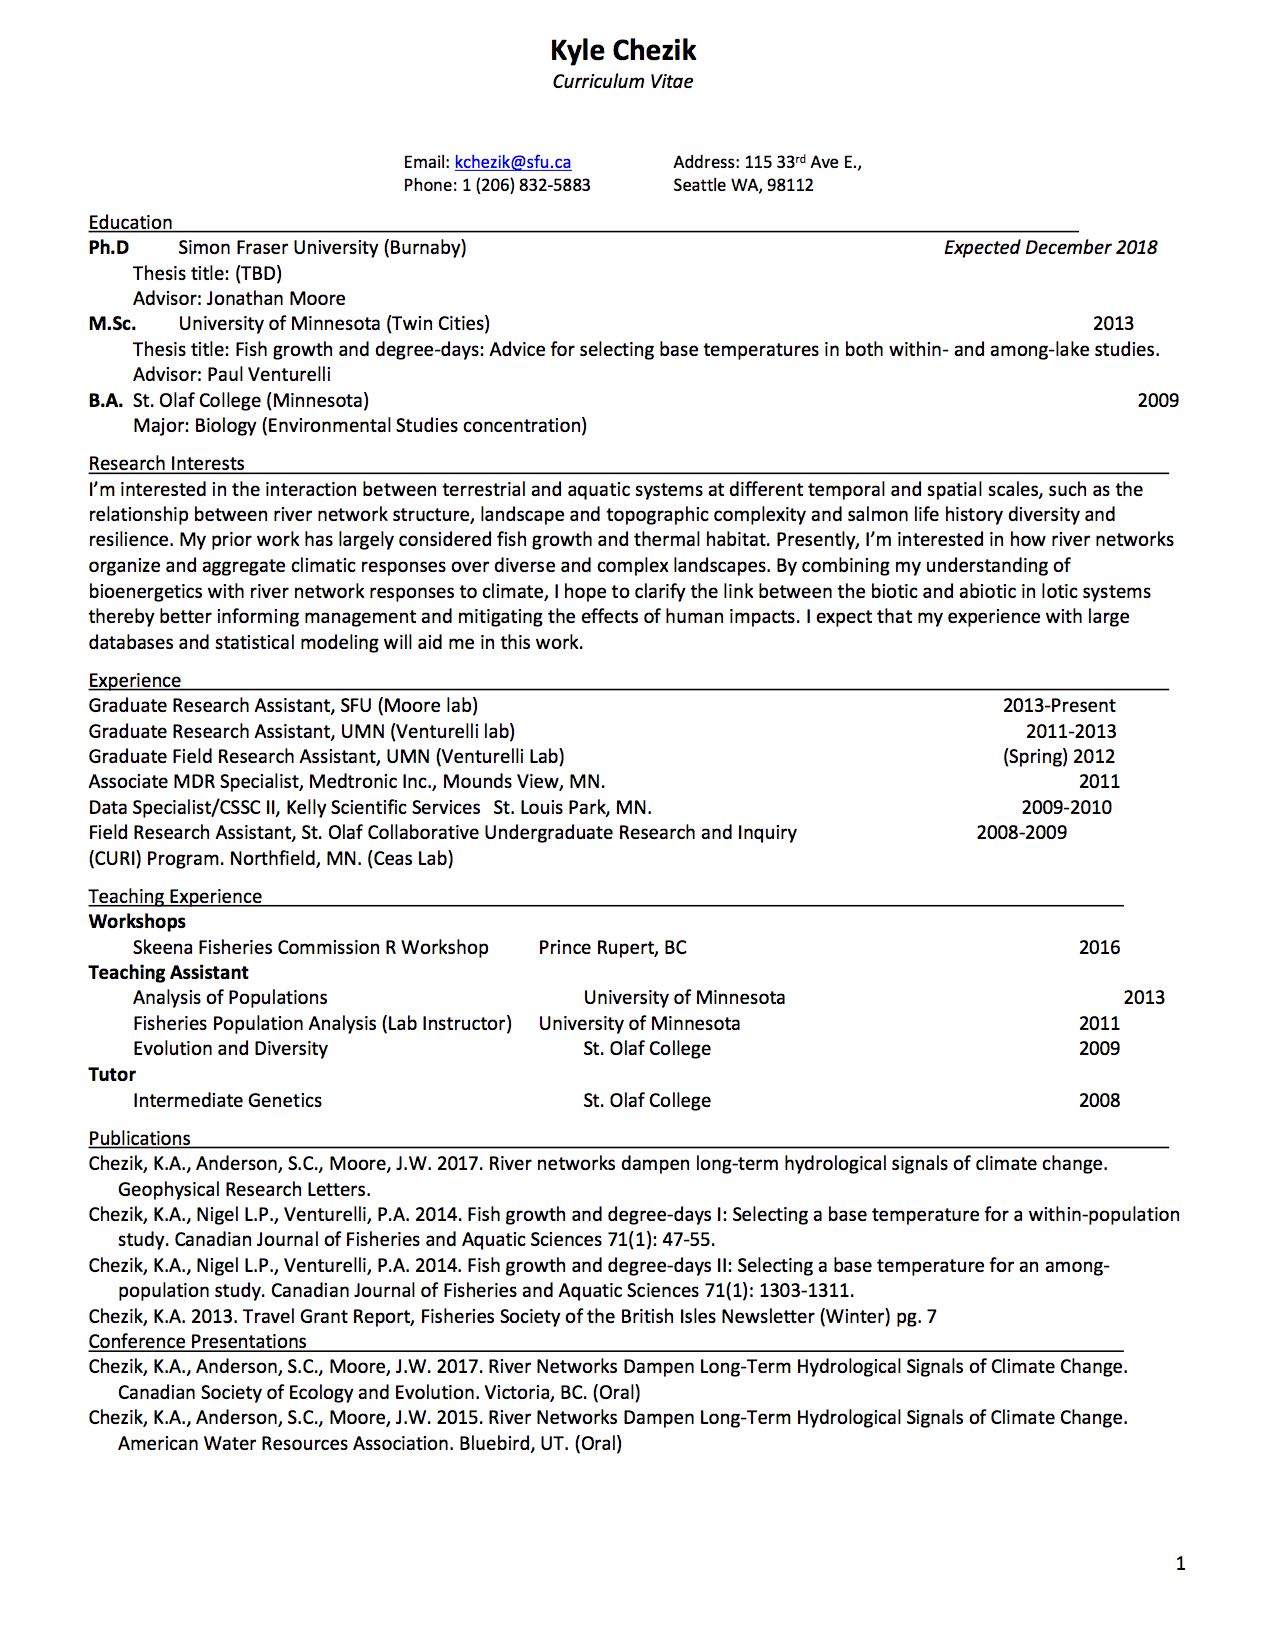 Kyle Chezik
Curriculum Vitae
Email: kchezik@sfu.ca Address: 115 33rd Ave E.,
Phone: 1 (206) 832-5883 Seattle WA, 98112
Education
Ph.D Simon Fraser University (Burnaby) Expected December 2018
Thesis title: (TBD)
Advisor: Jonathan Moore
M.Sc. University of Minnesota (Twin Cities) 2013
Thesis title: Fish growth and degree-days: Advice for selecting base temperatures in both within- and among-lake studies.
Advisor: Paul Venturelli
B.A. St. Olaf College (Minnesota) 2009
Major: Biology (Environmental Studies concentration)
Research Interests
I'm interested in the interaction between terrestrial and aquatic systems at different temporal and spatial scales, such as the
relationship between river network structure, landscape and topographic complexity and salmon life history diversity and
resilience. My prior work has largely considered fish growth and thermal habitat. Presently, I'm interested in how river networks
organize and aggregate climatic responses over diverse and complex landscapes. By combining my understanding of
bioenergetics with river network responses to climate, I hope to clarify the link between the biotic and abiotic in lotic systems
thereby better informing management and mitigating the effects of human impacts. I expect that my experience with large
databases and statistical modeling will aid me in this work.
Experience
Graduate Research Assistant, SFU (Moore lab) 2013-Present
Graduate Research Assistant, UMN (Venturelli lab) 2011-2013
Graduate Field Research Assistant, UMN (Venturelli Lab) (Spring) 2012
Associate MDR Specialist, Medtronic Inc., Mounds View, MN. 2011
Data Specialist/CSSC II, Kelly Scientific Services St. Louis Park, MN. 2009-2010
Field Research Assistant, St. Olaf Collaborative Undergraduate Research and Inquiry 2008-2009
(CURI) Program. Northfield, MN. (Ceas Lab)
Teaching Experience
Workshops
Skeena Fisheries Commission R Workshop Prince Rupert, BC 2016
Teaching Assistant
Analysis of Populations University of Minnesota 2013
Fisheries Population Analysis (Lab Instructor) University of Minnesota 2011
Evolution and Diversity St. Olaf College 2009
Tutor
Intermediate Genetics St. Olaf College 2008
Publications
Chezik, K.A., Anderson, S.C., Moore, J.W. 2017. River networks dampen long-term hydrological signals of climate change.
Geophysical Research Letters.
Chezik, K.A., Nigel L.P., Venturelli, P.A. 2014. Fish growth and degree-days I: Selecting a base temperature for a within-population
study. Canadian Journal of Fisheries and Aquatic Sciences 71(1): 47-55.
Chezik, K.A., Nigel L.P., Venturelli, P.A. 2014. Fish growth and degree-days II: Selecting a base temperature for an among-
population study. Canadian Journal of Fisheries and Aquatic Sciences 71(1): 1303-1311.
Chezik, K.A. 2013. Travel Grant Report, Fisheries Society of the British Isles Newsletter (Winter) pg. 7
Conference Presentations
Chezik, K.A., Anderson, S.C., Moore, J.W. 2017. River Networks Dampen Long-Term Hydrological Signals of Climate Change.
Canadian Society of Ecology and Evolution. Victoria, BC. (Oral)
Chezik, K.A., Anderson, S.C., Moore, J.W. 2015. River Networks Dampen Long-Term Hydrological Signals of Climate Change.
American Water Resources Association. Bluebird, UT. (Oral)
1